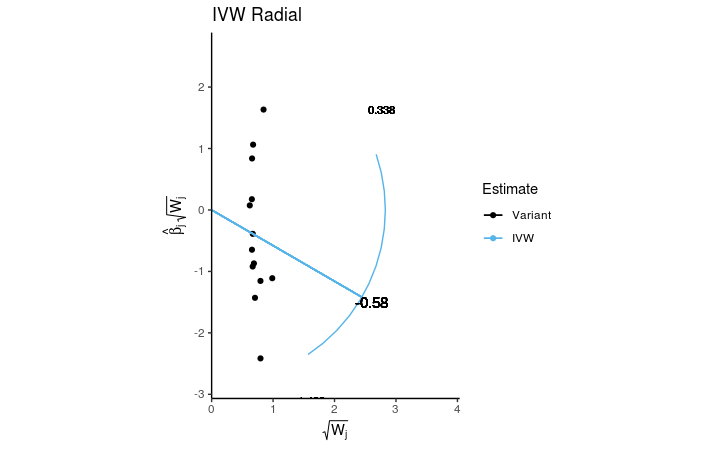 IVW Radial
2
1
0
-1
-2
-3
0 1 2 3 4
β̂j√Wj
√Wj
0.338
-0.58
Estimate
Variant
IVW